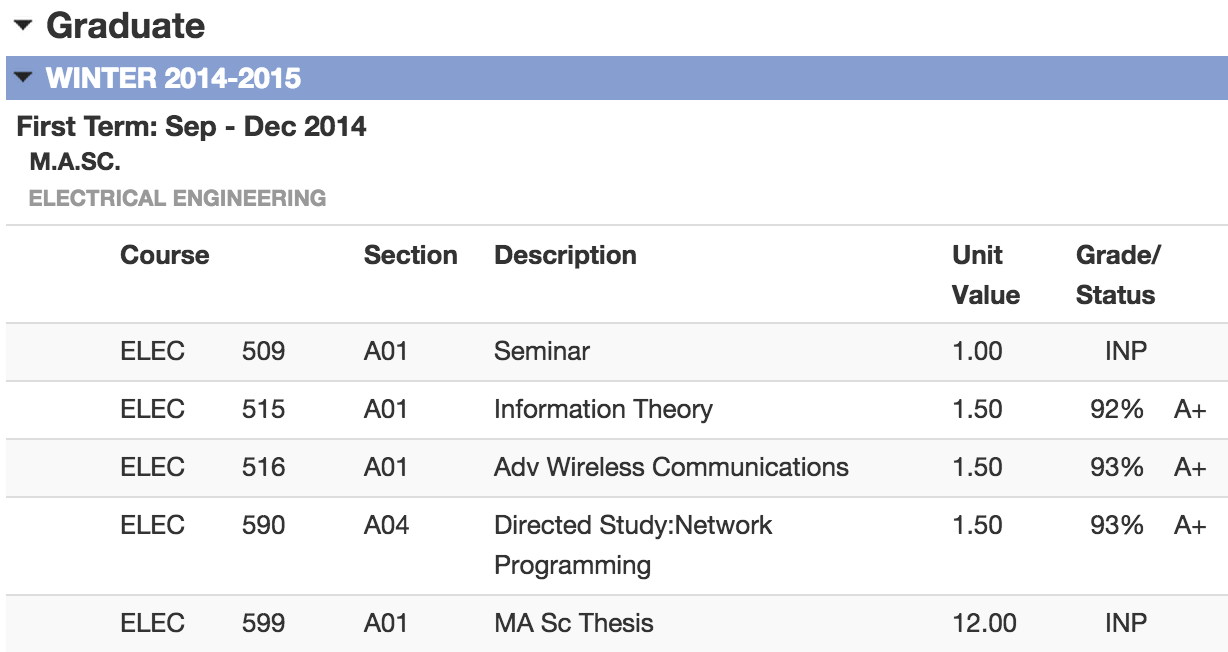 Graduate
WINTER 2014-2015
First Term: Sep - Dec 2014
M.A.SC.
ELECTRICAL ENGINEERING
Course Section Description Unit Value Grade/ Status
ELEC 509 A01 Seminar 1.00 INP
ELEC 515 A01 Information Theory 1.50 92% A+
ELEC 516 A01 Adv Wireless Communications 1.50 93% A+
ELEC 590 A04 Directed Study:Network 1.50 93% A+
Programming
ELEC 599 A01 MA Sc Thesis 12.00 INP